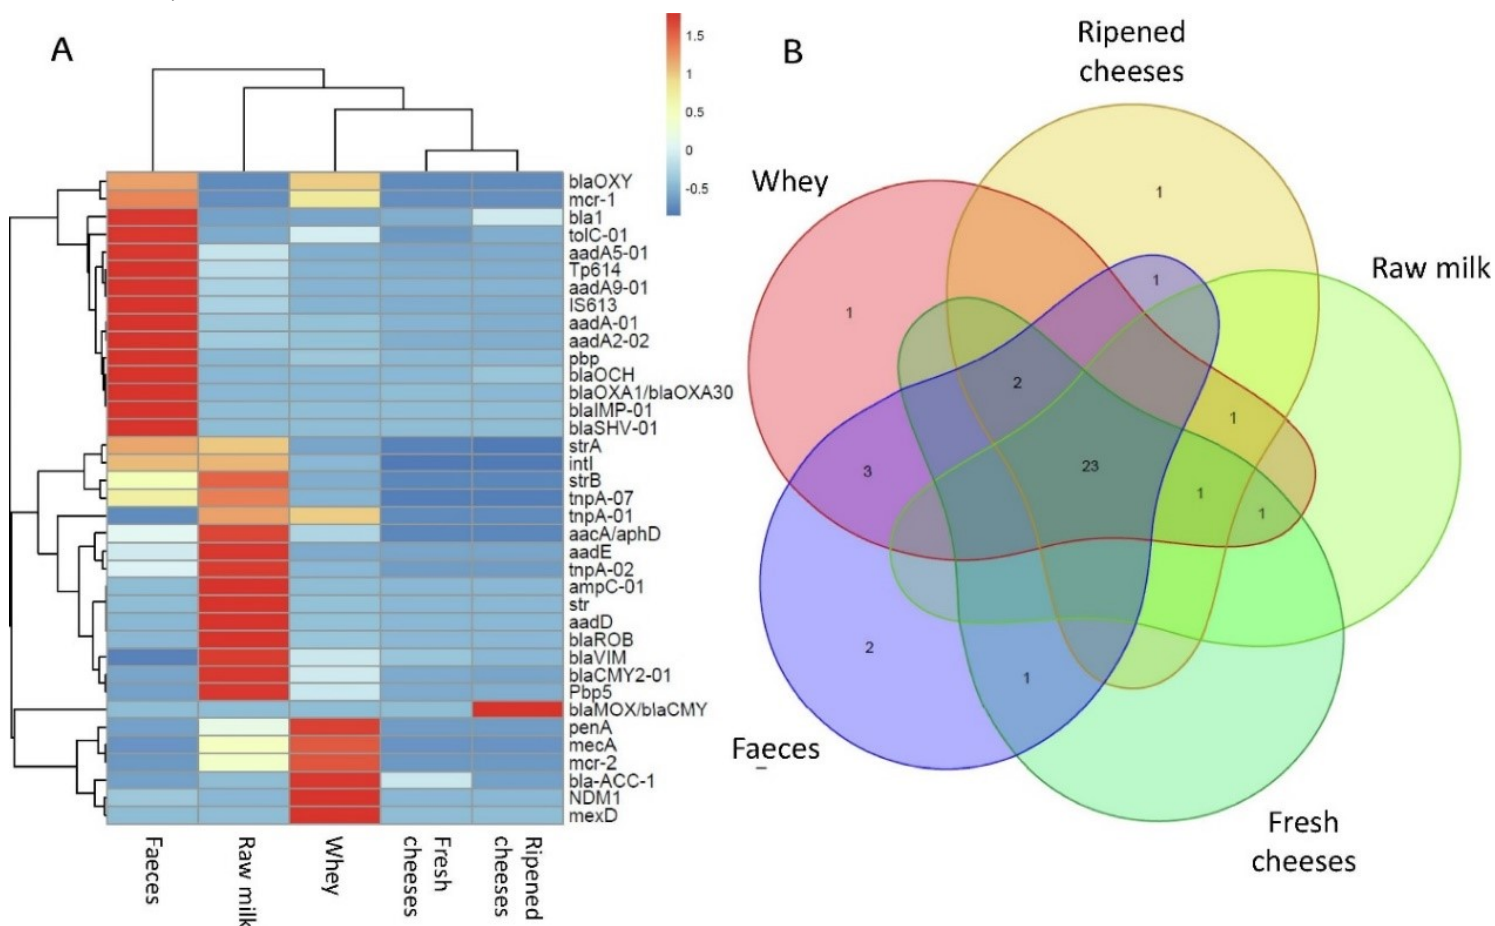 A
1.5
1
0.5
0
-0.5
blaOXY
mcr-1
bla1
tolC-01
aadA5-01
Tp614
aadA9-01
IS613
aadA-01
aadA2-02
pbp
blaOCH
blaOXA1/blaOXA30
blaIMP-01
blaSHV-01
strA
intI
strB
tnpA-07
tnpA-01
aacA/aphD
aadE
tnpA-02
ampC-01
str
aadD
blaROB
blaVIM
blaCMY2-01
Pbp5
blaMOX/blaCMY
penA
mecA
mcr-2
bla-ACC-1
NDM1
mexD
Faeces
Raw milk
Whey
Fresh
cheeses
Ripened
cheeses
B
Ripened
cheeses
Whey
Raw milk
Faeces
Fresh
cheeses
1
1
1
2
1
3
23
1
1
2
1